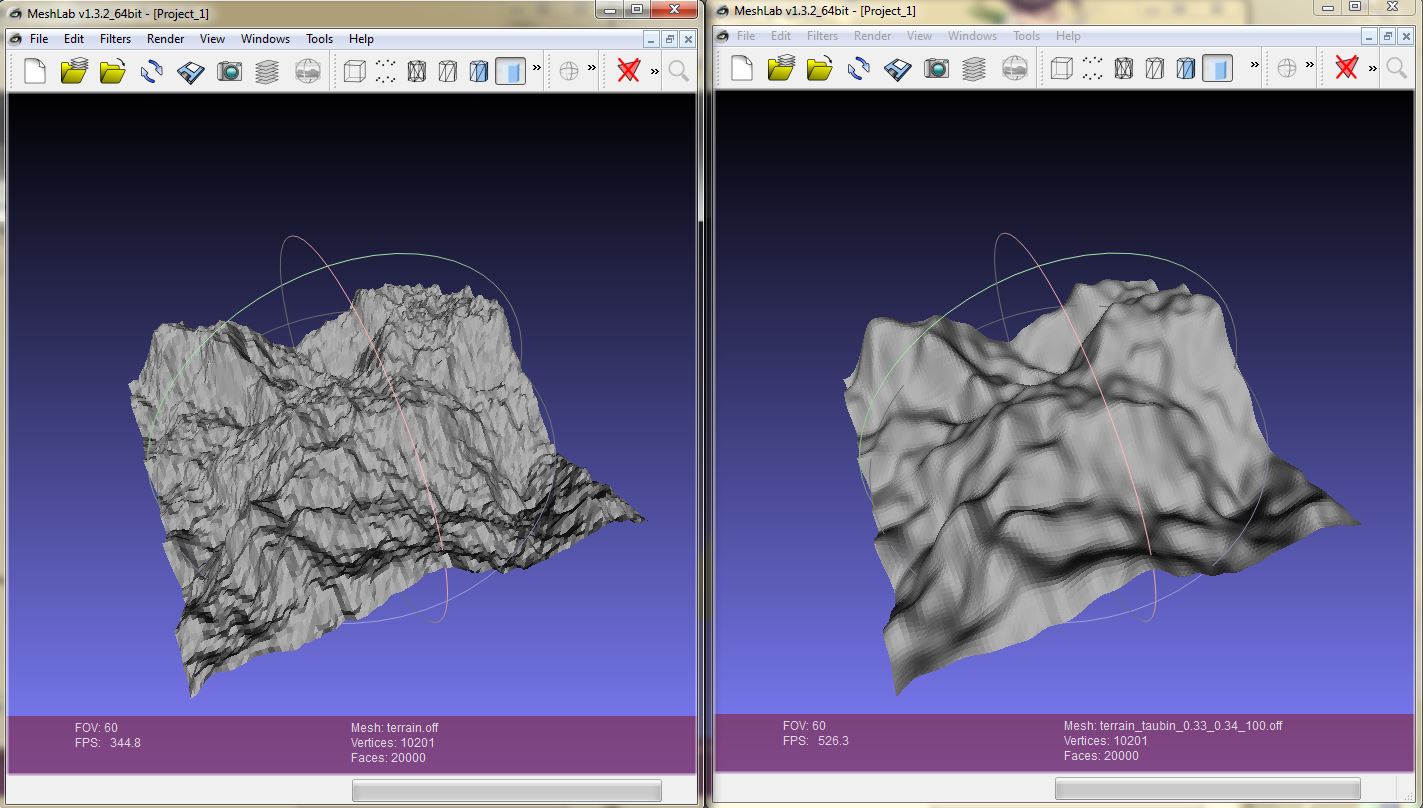 MeshLab v1.3.2_64bit - [Project_1]
File Edit Filters Render View Windows Tools Help
FOV: 60
FPS: 344.8
Mesh: terrain.off
Vertices: 10201
Faces: 20000
MeshLab v1.3.2_64bit - [Project_1]
File Edit Filters Render View Windows Tools Help
FOV: 60
FPS: 526.3
Mesh: terrain_taubin_0.33_0.34_100.off
Vertices: 10201
Faces: 20000